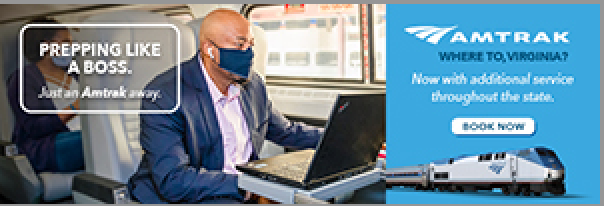 PREPPING LIKE
A BOSS.
Just an Amtrak away.
AMTRAK
WHERE TO, VIRGINIA?
Now with additional service
throughout the state.
BOOK NOW